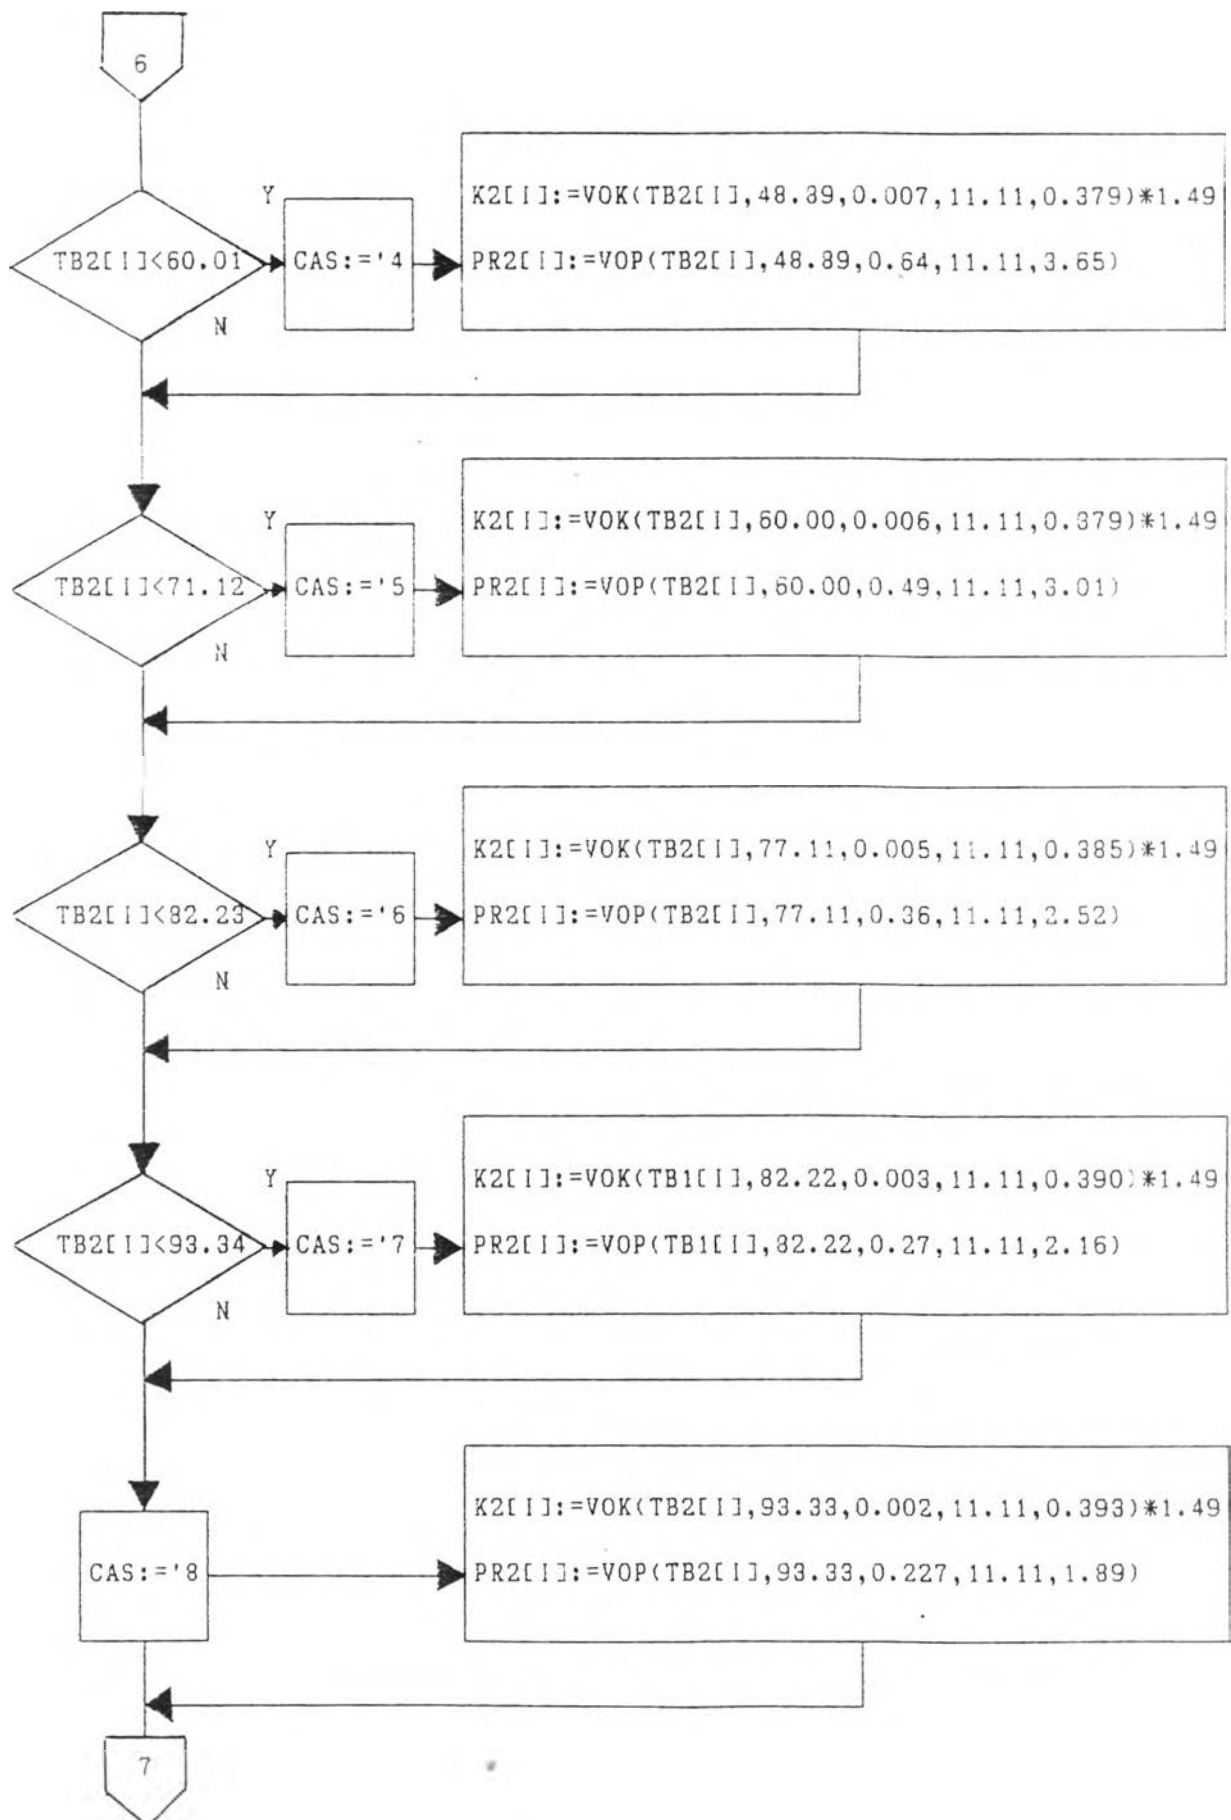 6
TB2[I]<60.01
Y
N
CAS:='4
K2[I]:=VOK(TB2[I],48.89,0.007,11.11,0.379)*1.49
PR2[I]:=VOP(TB2[I],48.89,0.64,11.11,3.65)
TB2[I]<71.12
Y
N
CAS:='5
K2[I]:=VOK(TB2[I],60.00,0.006,11.11,0.379)*1.49
PR2[I]:=VOP(TB2[I],60.00,0.49,11.11,3.01)
TB2[I]<82.23
Y
N
CAS:='6
K2[I]:=VOK(TB2[I],77.11,0.005,11.11,0.385)*1.49
PR2[I]:=VOP(TB2[I],77.11,0.36,11.11,2.52)
TB2[I]<93.34
Y
N
CAS:='7
K2[I]:=VOK(TB1[I],82.22,0.003,11.11,0.390)*1.49
PR2[I]:=VOP(TB1[I],82.22,0.27,11.11,2.16)
CAS:='8
K2[I]:=VOK(TB2[I],93.33,0.002,11.11,0.393)*1.49
PR2[I]:=VOP(TB2[I],93.33,0.227,11.11,1.89)
7